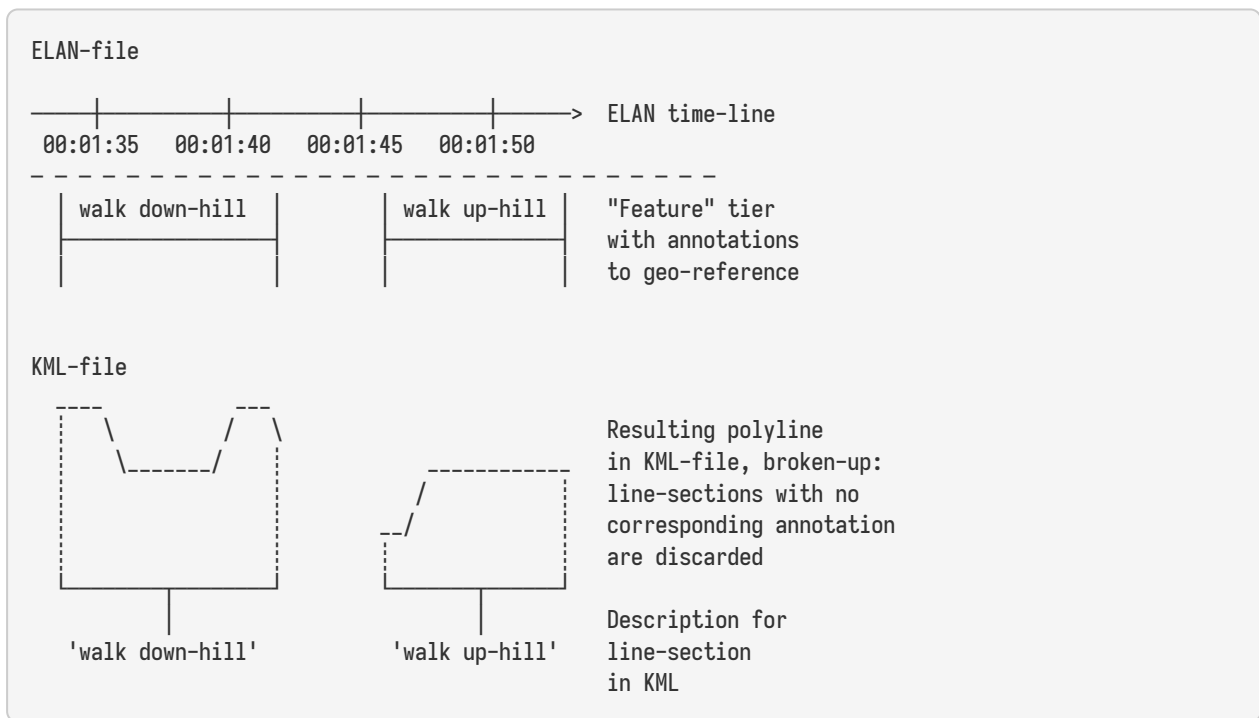 ELAN-file
ELAN time-line
00:01:35 00:01:40 00:01:45 00:01:50
walk down-hill walk up-hill "Feature" tier
with annotations
to geo-reference
KML-file
Resulting polyline
in KML-file, broken-up:
line-sections with no
corresponding annotation
are discarded
Description for
'walk down-hill' 'walk up-hill' line-section
in KML